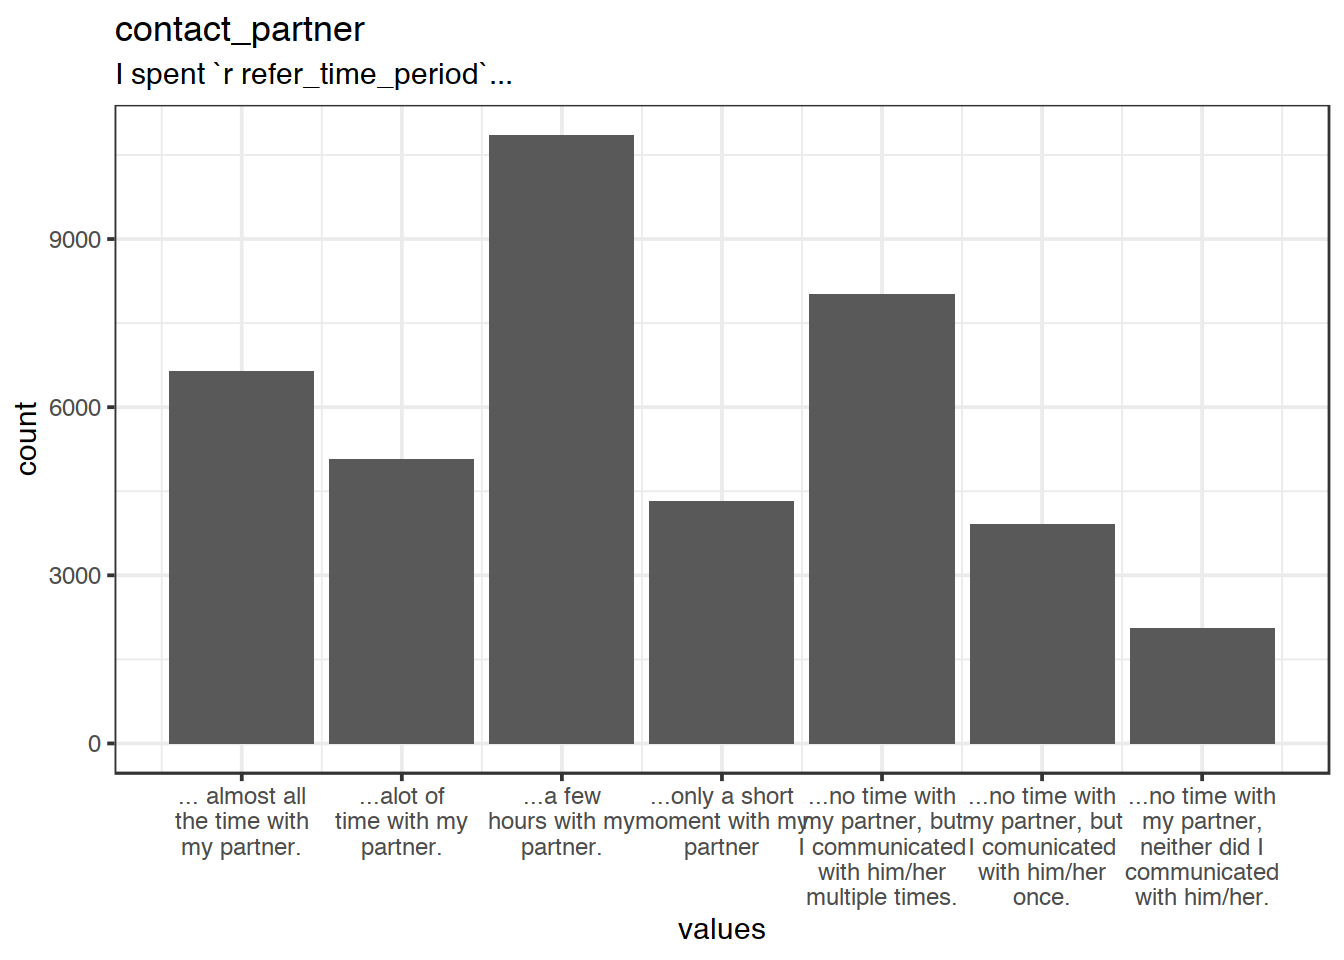 contact_partner
I spent `r refer_time_period`...
count
9000
6000
3000
0
... almost all
the time with
my partner.
...alot of
time with my
partner.
...a few
hours with my
partner.
...only a short
moment with my
partner
...no time with
my partner, but
I communicated
with him/her
multiple times.
...no time with
my partner, but
I comunicated
with him/her
once.
...no time with
my partner,
neither did I
communicated
with him/her.
values